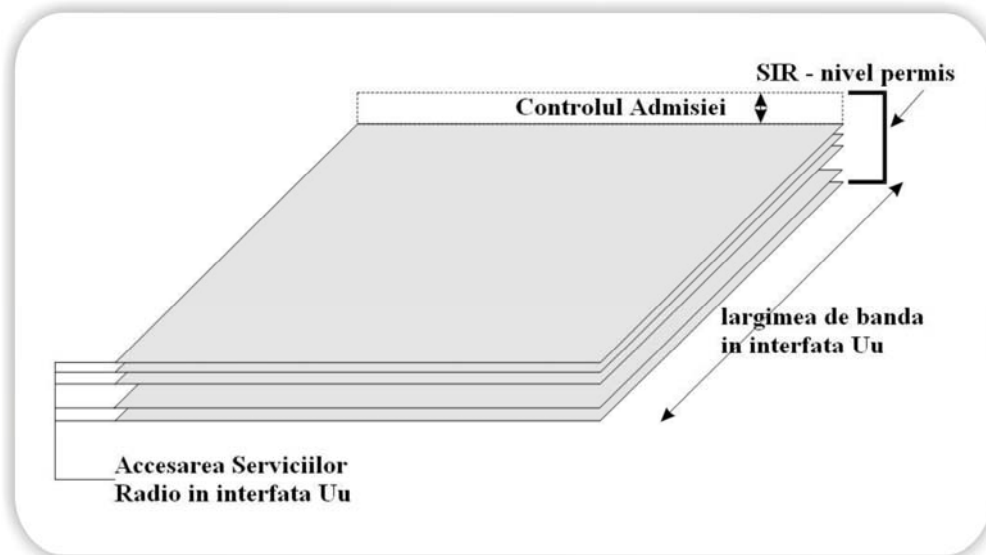 SIR - nivel permis
Controlul Admisiei
largimea de banda
in interfata Uu
Accesarea Serviciilor
Radio in interfata Uu